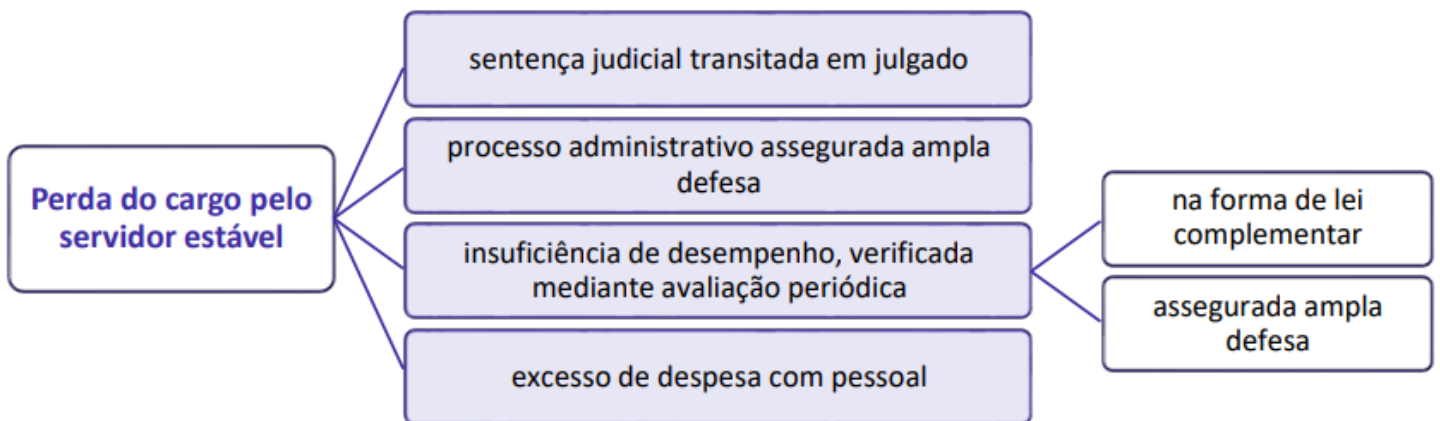 Perda do cargo pelo
servidor estável
sentença judicial transitada em julgado
processo administrativo assegurada ampla
defesa
insuficiência de desempenho, verificada
mediante avaliação periódica
na forma de lei
complementar
assegurada ampla
defesa
excesso de despesa com pessoal